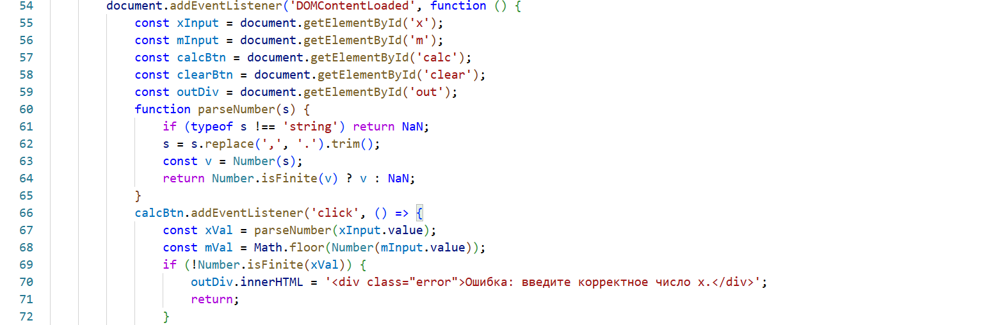 54 document.addEventListener('DOMContentLoaded', function () {
55 const xInput = document.getElementById('x');
56 const mInput = document.getElementById('m');
57 const calcBtn = document.getElementById('calc');
58 const clearBtn = document.getElementById('clear');
59 const outDiv = document.getElementById('out');
60 function parseNumber(s) {
61 if (typeof s !== 'string') return NaN;
62 s = s.replace(',', '.').trim();
63 const v = Number(s);
64 return Number.isFinite(v) ? v : NaN;
65 }
66 calcBtn.addEventListener('click', () => {
67 const xVal = parseNumber(xInput.value);
68 const mVal = Math.floor(Number(mInput.value));
69 if (!Number.isFinite(xVal)) {
70 outDiv.innerHTML = '<div class="error">Ошибка: введите корректное число x.</div>';
71 return;
72 }